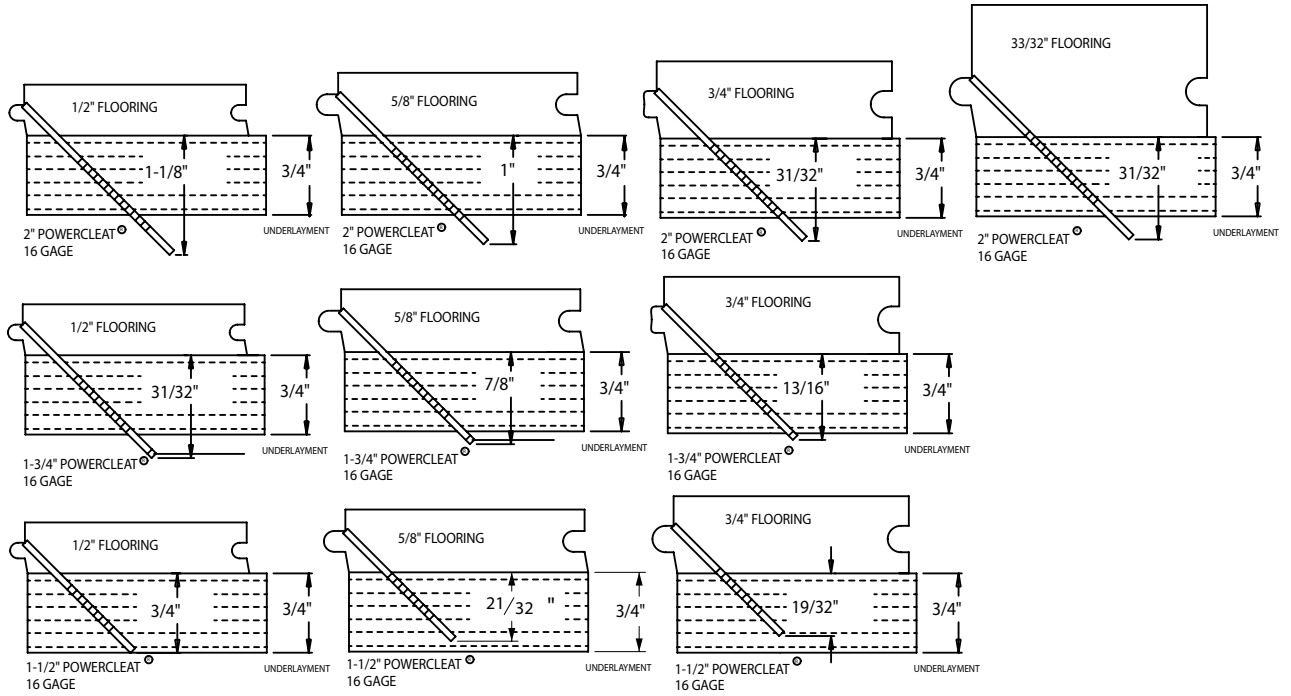 1/2" FLOORING
1-1/8"
3/4"
2" POWERCLEAT ®
16 GAGE
UNDERLAYMENT
5/8" FLOORING
1"
3/4"
2" POWERCLEAT ®
16 GAGE
UNDERLAYMENT
3/4" FLOORING
31/32"
3/4"
2" POWERCLEAT ®
16 GAGE
UNDERLAYMENT
33/32" FLOORING
31/32"
3/4"
2" POWERCLEAT ®
16 GAGE
UNDERLAYMENT
1/2" FLOORING
31/32"
3/4"
1-3/4" POWERCLEAT ®
16 GAGE
UNDERLAYMENT
5/8" FLOORING
7/8"
3/4"
1-3/4" POWERCLEAT ®
16 GAGE
UNDERLAYMENT
3/4" FLOORING
13/16"
3/4"
1-3/4" POWERCLEAT ®
16 GAGE
UNDERLAYMENT
1/2" FLOORING
3/4"
3/4"
1-1/2" POWERCLEAT ®
16 GAGE
UNDERLAYMENT
5/8" FLOORING
21/32 "
3/4"
1-1/2" POWERCLEAT ®
16 GAGE
UNDERLAYMENT
3/4" FLOORING
19/32"
3/4"
1-1/2" POWERCLEAT ®
16 GAGE
UNDERLAYMENT